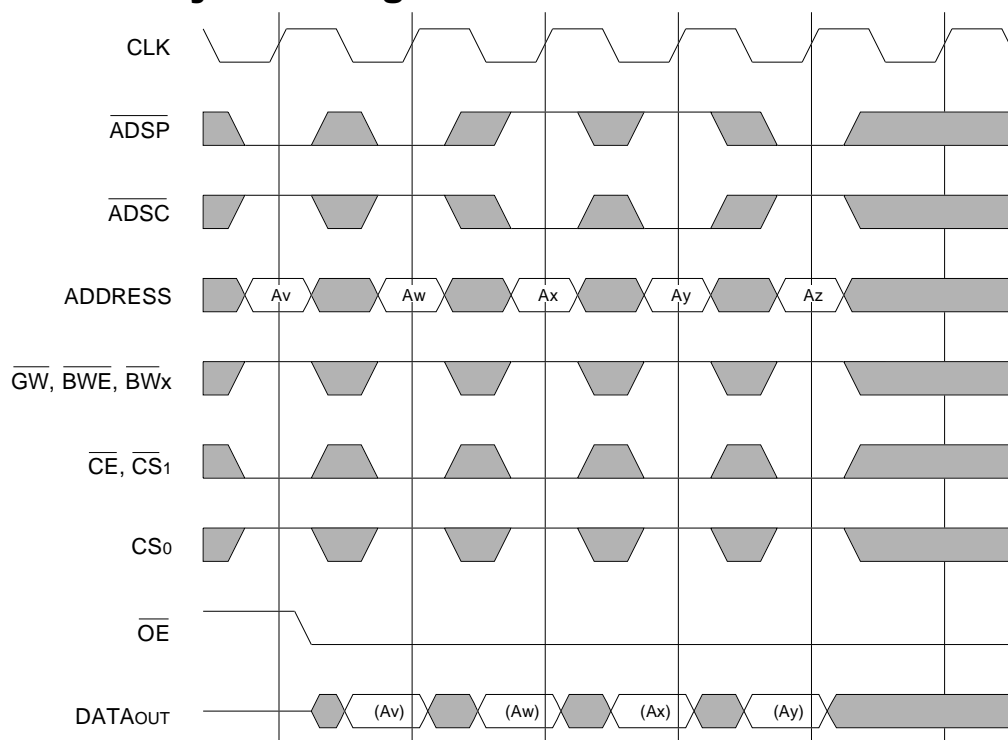 CLK
ADSP
ADSC
ADDRESS Av Aw Ax Ay Az
GW, BWE, BWx
CE, CS1
CS0
OE
DATAOUT (Av) (Aw) (Ax) (Ay)